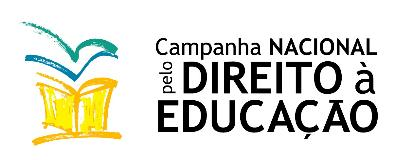 Campanha NACIONAL
pelo DIREITO à
EDUCAÇÃO